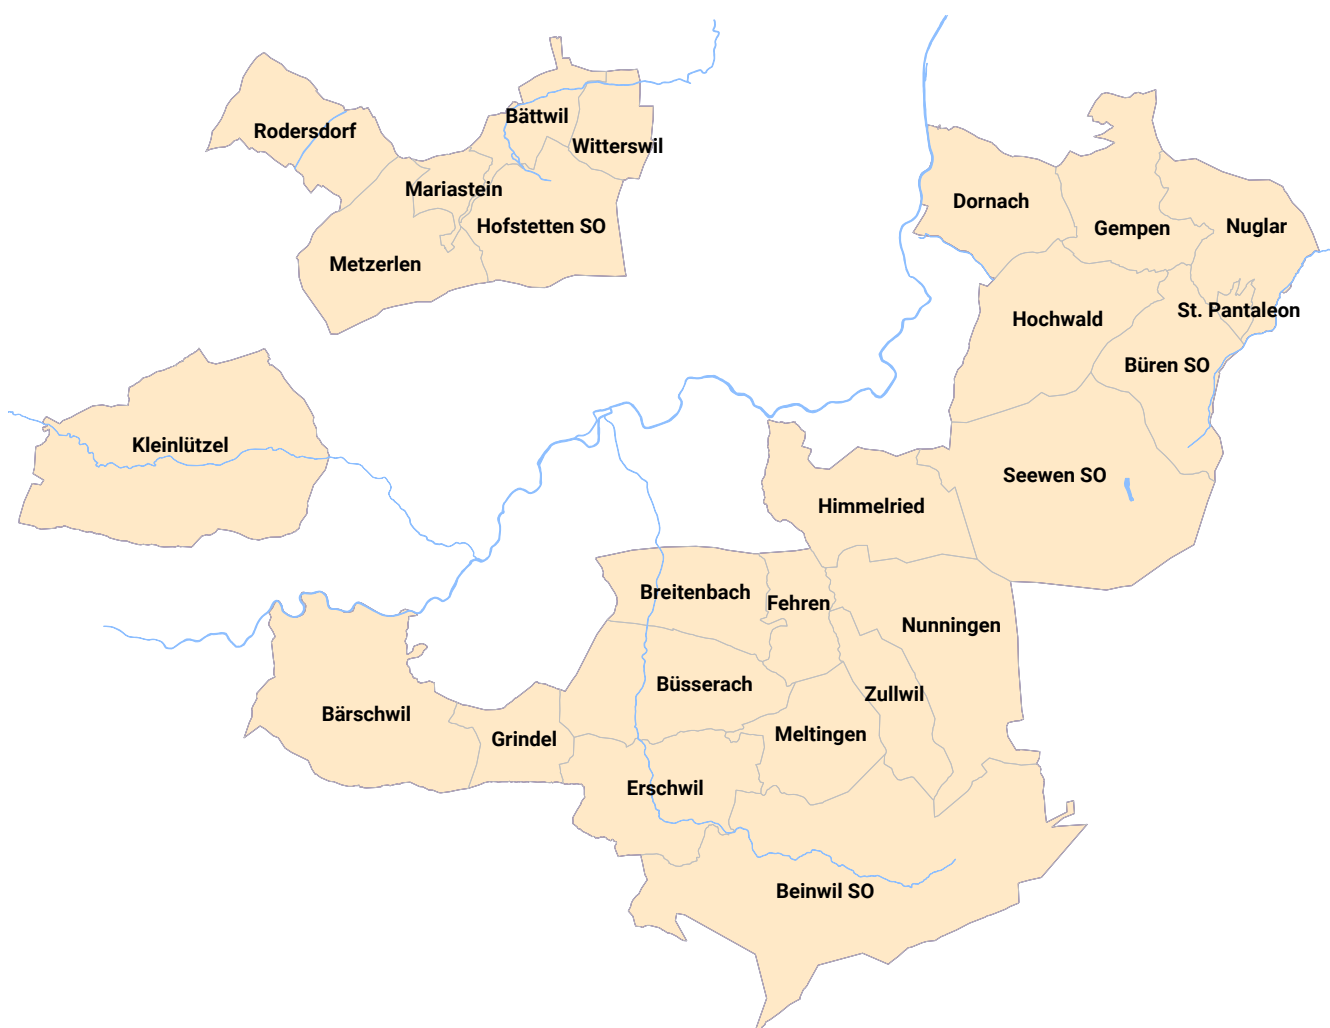 Bättwil
Rodersdorf
Witterswil
Mariastein
Dornach
Hofstetten SO
Gempen
Nuglar
Metzerlen
St. Pantaleon
Hochwald
Büren SO
Kleinlützel
Seewen SO
Himmelried
Breitenbach
Fehren
Nunningen
Büsserach
Zullwil
Bärschwil
Meltingen
Grindel
Erschwil
Beinwil SO